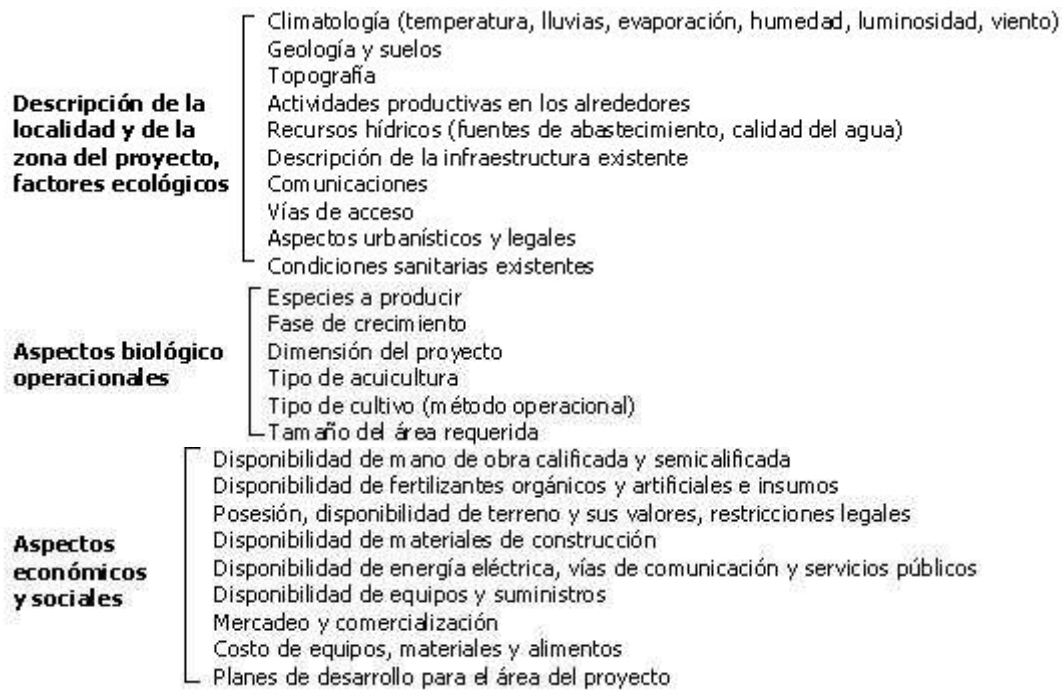 Descripción de la
localidad y de la
zona del proyecto,
factores ecológicos
Climatología (temperatura, lluvias, evaporación, humedad, luminosidad, viento)
Geología y suelos
Topografía
Actividades productivas en los alrededores
Recursos hídricos (fuentes de abastecimiento, calidad del agua)
Descripción de la infraestructura existente
Comunicaciones
Vías de acceso
Aspectos urbanísticos y legales
Condiciones sanitarias existentes
Aspectos biológico
operacionales
Especies a producir
Fase de crecimiento
Dimensión del proyecto
Tipo de acuicultura
Tipo de cultivo (método operacional)
Tamaño del área requerida
Aspectos
económicos
y sociales
Disponibilidad de mano de obra calificada y semicalificada
Disponibilidad de fertilizantes orgánicos y artificiales e insumos
Posesión, disponibilidad de terreno y sus valores, restricciones legales
Disponibilidad de materiales de construcción
Disponibilidad de energía eléctrica, vías de comunicación y servicios públicos
Disponibilidad de equipos y suministros
Mercadeo y comercialización
Costo de equipos, materiales y alimentos
Planes de desarrollo para el área del proyecto